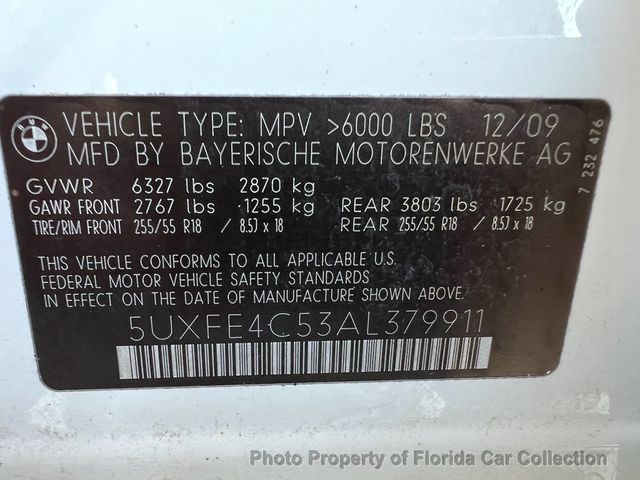 BMW
VEHICLE TYPE: MPV >6000 LBS 12/09
MFD BY BAYERISCHE MOTORENWERKE AG
GVWR 6327 lbs 2870 kg
GAWR FRONT 2767 lbs 1255 kg REAR 3803 lbs 1725 kg
TIRE/RIM FRONT 255/55 R18 / 8.5J x 18 REAR 255/55 R18 / 8.5J x 18
THIS VEHICLE CONFORMS TO ALL APPLICABLE U.S.
FEDERAL MOTOR VEHICLE SAFETY STANDARDS
IN EFFECT ON THE DATE OF MANUFACTURE SHOWN ABOVE.
5UXFE4C53AL379911
7 232 476
Photo Property of Florida Car Collection